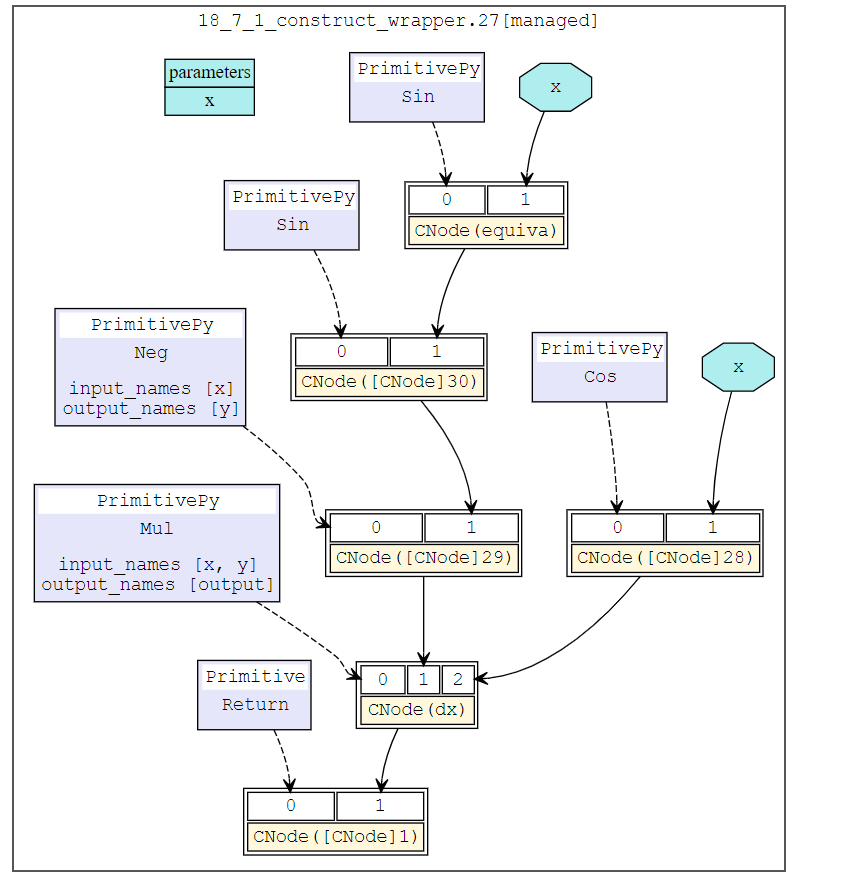 18_7_1_construct_wrapper.27[managed]
parameters
x
PrimitivePy
Sin
x
PrimitivePy
Sin
0 1
CNode(equiva)
PrimitivePy
Neg
input_names [x]
output_names [y]
0 1
CNode([CNode]30)
PrimitivePy
Cos
x
PrimitivePy
Mul
input_names [x, y]
output_names [output]
0 1
CNode([CNode]29)
0 1
CNode([CNode]28)
Primitive
Return
0 1 2
CNode(dx)
0 1
CNode([CNode]1)